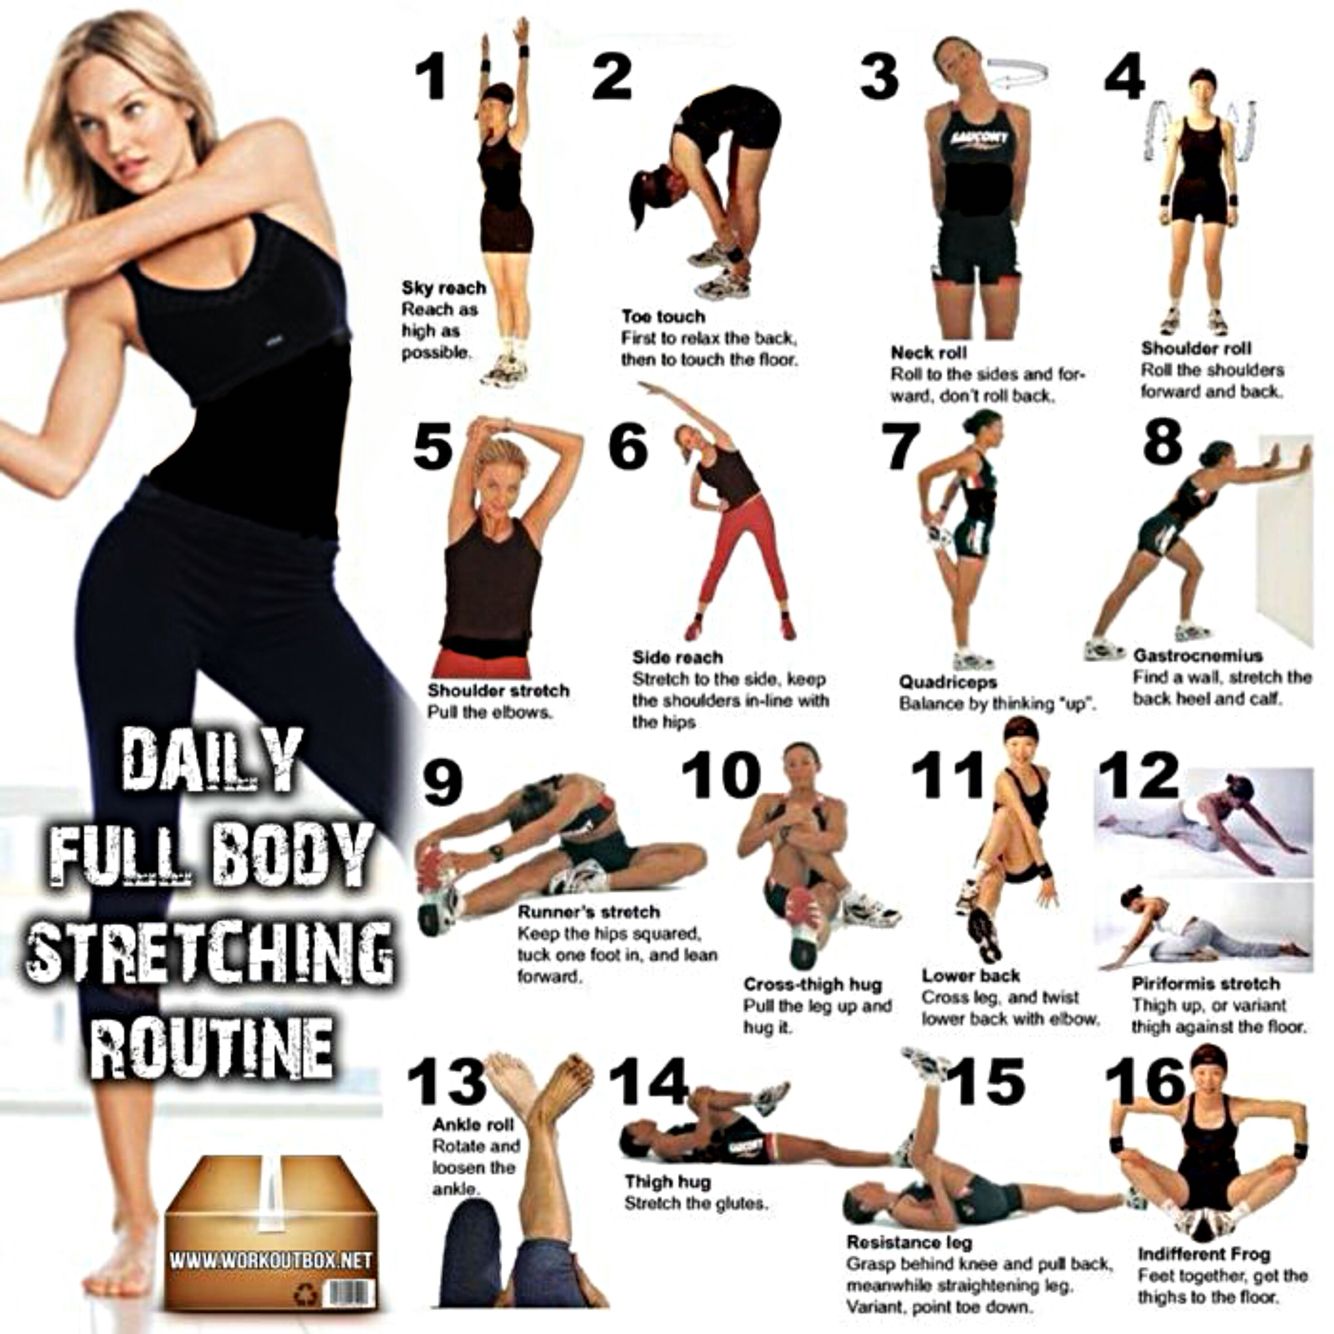 1
Sky reach
Reach as
high as
possible.
2
Toe touch
First to relax the back,
then to touch the floor.
3
SAUCONY
Neck roll
Roll to the sides and for-
ward, don't roll back.
4
Shoulder roll
Roll the shoulders
forward and back.
5
Shoulder stretch
Pull the elbows.
6
Side reach
Stretch to the side, keep
the shoulders in-line with
the hips
7
Quadriceps
Balance by thinking "up".
8
Gastrocnemius
Find a wall, stretch the
back heel and calf.
DAILY
FULL BODY
STRETCHING
ROUTINE
9
Runner's stretch
Keep the hips squared,
tuck one foot in, and lean
forward.
10
Cross-thigh hug
Pull the leg up and
hug it.
11
Lower back
Cross leg, and twist
lower back with elbow.
12
Piriformis stretch
Thigh up, or variant
thigh against the floor.
13
Ankle roll
Rotate and
loosen the
ankle.
14
Thigh hug
Stretch the glutes.
15
Resistance leg
Grasp behind knee and pull back,
meanwhile straightening leg.
Variant, point toe down.
16
Indifferent Frog
Feet together, get the
thighs to the floor.
WWW.WORKOUTBOX.NET